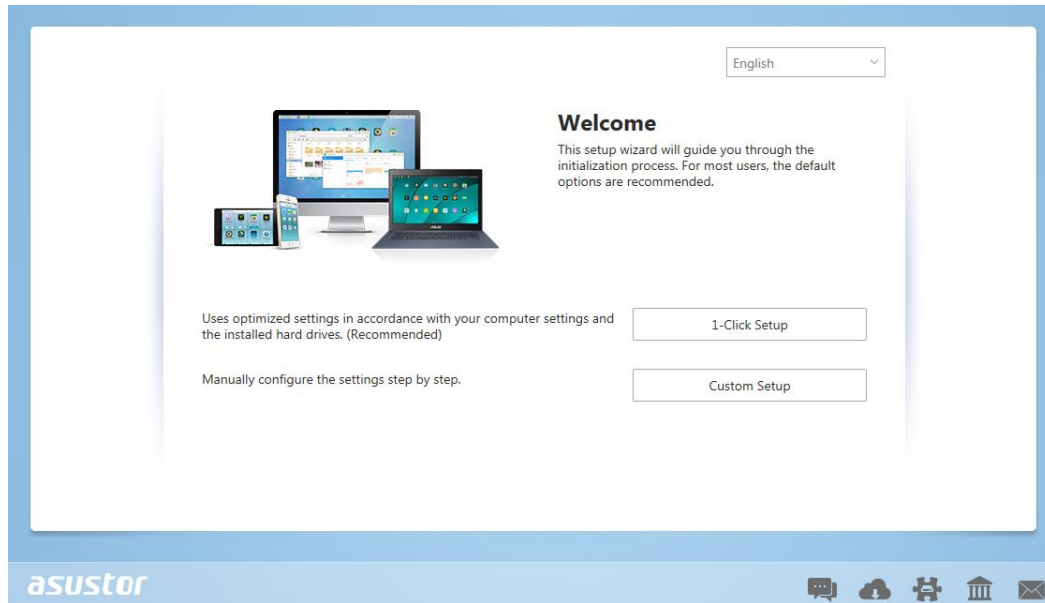 English
Welcome
This setup wizard will guide you through the
initialization process. For most users, the default
options are recommended.
Uses optimized settings in accordance with your computer settings and
the installed hard drives. (Recommended)
1-Click Setup
Manually configure the settings step by step.
Custom Setup
asustor